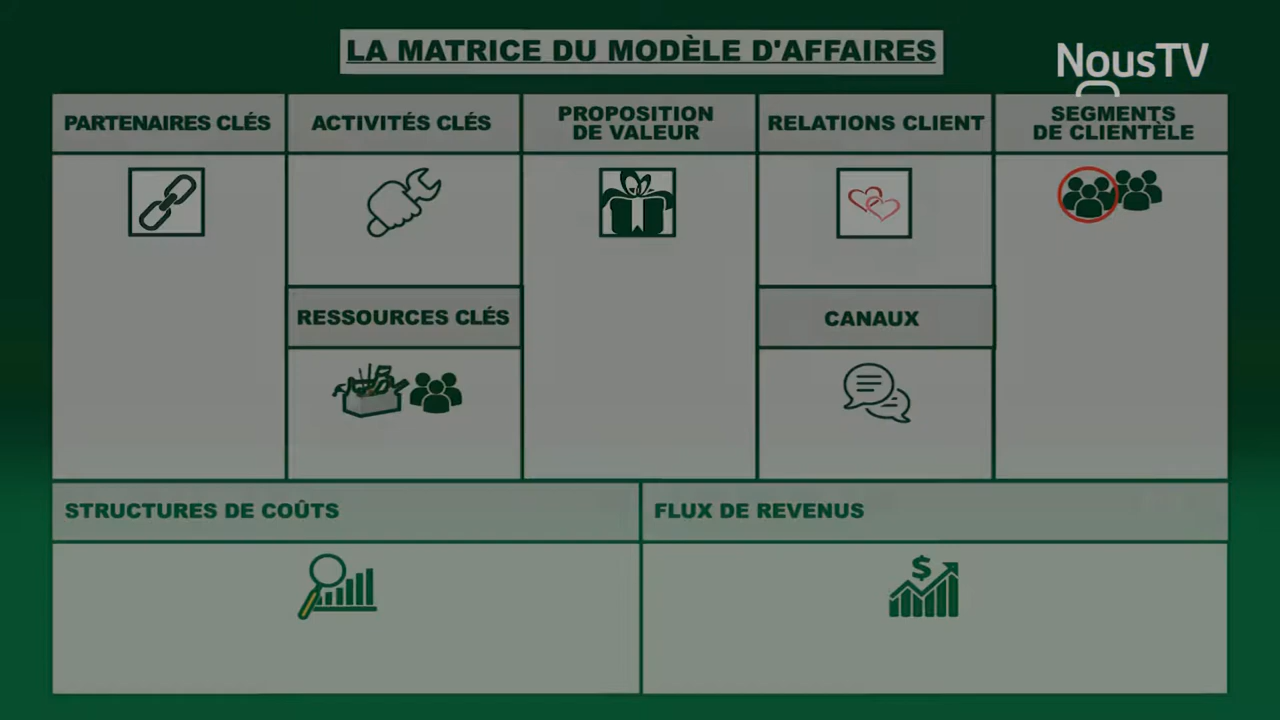 LA MATRICE DU MODÈLE D'AFFAIRES
NousTV
PARTENAIRES CLÉS
ACTIVITÉS CLÉS
PROPOSITION
DE VALEUR
RELATIONS CLIENT
SEGMENTS
DE CLIENTÈLE
RESSOURCES CLÉS
CANAUX
STRUCTURES DE COÛTS
FLUX DE REVENUS
$